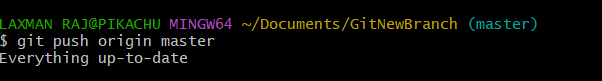 LAXMAN RAJ@PIKACHU MINGW64 ~/Documents/GitNewBranch (master)
$ git push origin master
Everything up-to-date